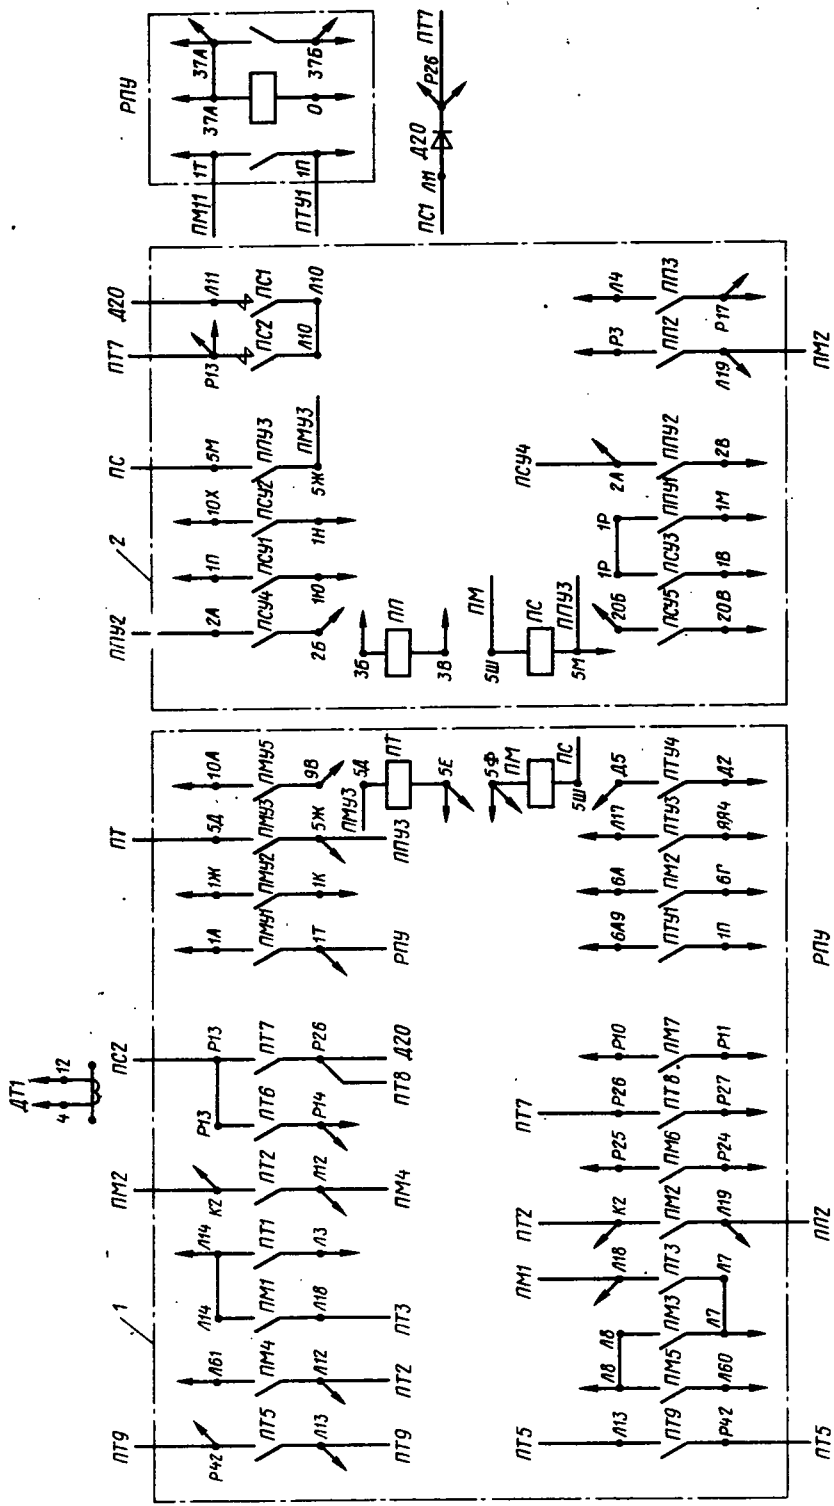 ДТ1
4
12
1
ПТ9
ПМ2
ПС2
ПТ
Р42
ПТ5
Л13
ПТ9
Л61
ПМ4
Л12
ПТ2
Л14
ПМ1
Л18
ПТ3
Л14
ПТ1
Л3
К2
ПТ2
Л12
ПМ4
Р13
ПТ6
Р14
Р13
ПТ7
Р26
ПТ8
Д20
1А
ПМУ1
1Т
РПУ
1Ж
ПМУ2
1К
5Д
ПМУ3
5Ж
ППУ3
10А
ПМУ5
9В
ПМУ3
5Д
ПТ
5Е
5Ф
ПМ
5Ш
ПС
ПТ5
Л13
ПТ9
Р42
ПТ5
Л8
ПМ5
Л60
Л8
ПМ3
Л7
ПМ1
Л18
ПТ3
Л7
ПТ2
К2
ПМ2
Л19
ПП2
Р25
ПМ6
Р24
ПТ7
Р26
ПТ8
Р27
Р10
ПМ7
Р11
6А9
ПТУ1
1П
РПУ
6А
ПМ2
6Г
Л17
ПТУ3
ЯЯ4
Д5
ПТУ4
Д2
2
ППУ2
2А
ПСУ4
2Б
1П
ПСУ1
1Ю
10Х
ПСУ2
1Н
ПС
5М
ППУ3
5Ж
ПМУ3
ПТ7
Р13
ПС2
Л10
Д20
Л11
ПС1
Л10
3Б
ПП
3В
ПМ
5Ш
ПС
5М
ППУ3
20Б
ПСУ5
20В
1Р
ПСУ3
1В
1Р
ППУ1
1М
ПСУ4
2А
ППУ2
2В
Р3
ПП2
Л19
ПМ2
Л4
ПП3
Р17
РПУ
ПМ11
1Т
ПТУ1
1П
37А
0
37А
37Б
ПС1
Л11
Д20
Р26
ПТ7